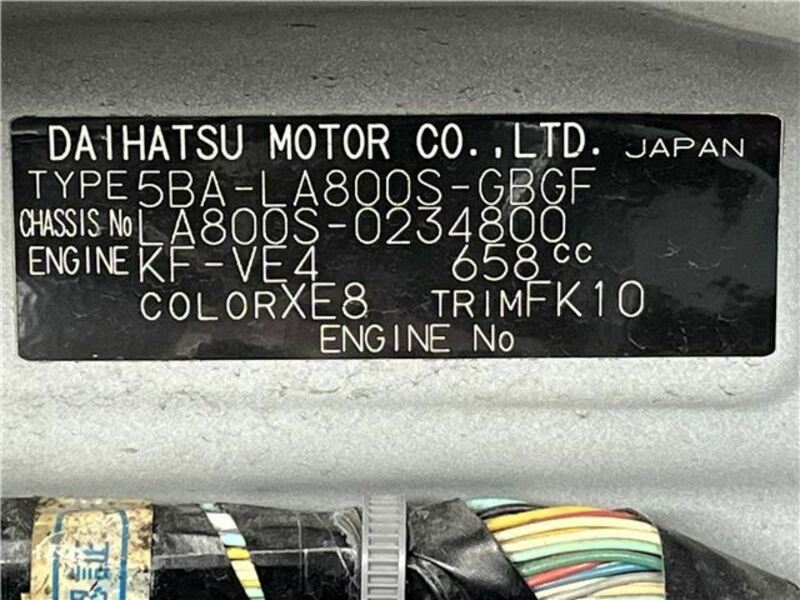 DAIHATSU MOTOR CO.,LTD. JAPAN
TYPE 5BA-LA800S-GBGF
CHASSIS No LA800S-0234800
ENGINE KF-VE4 658cc
COLOR XE8 TRIM FK10
ENGINE No